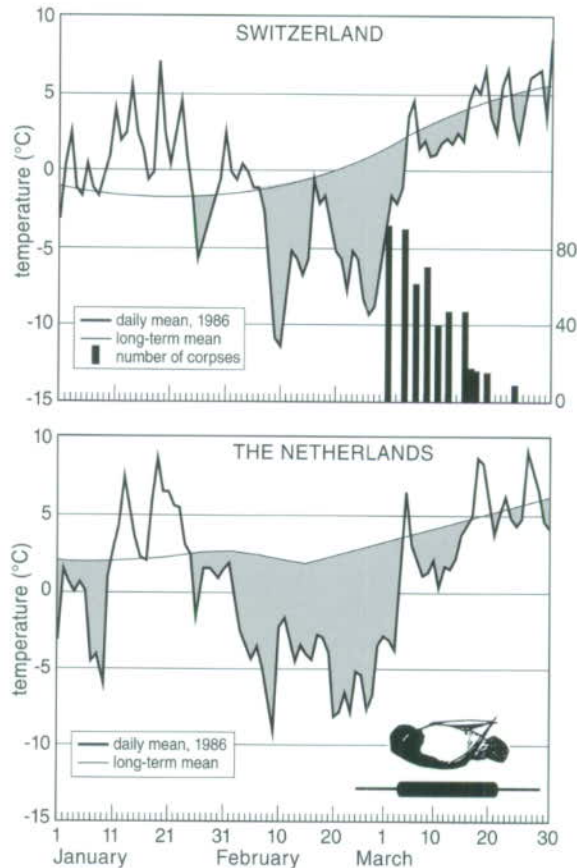 SWITZERLAND
10
5
0
-5
-10
-15
temperature (°C)
80
40
0
daily mean, 1986
long-term mean
number of corpses
THE NETHERLANDS
10
5
0
-5
-10
-15
temperature (°C)
daily mean, 1986
long-term mean
1 11 21 31 10 20 1 10 20 30
January February March